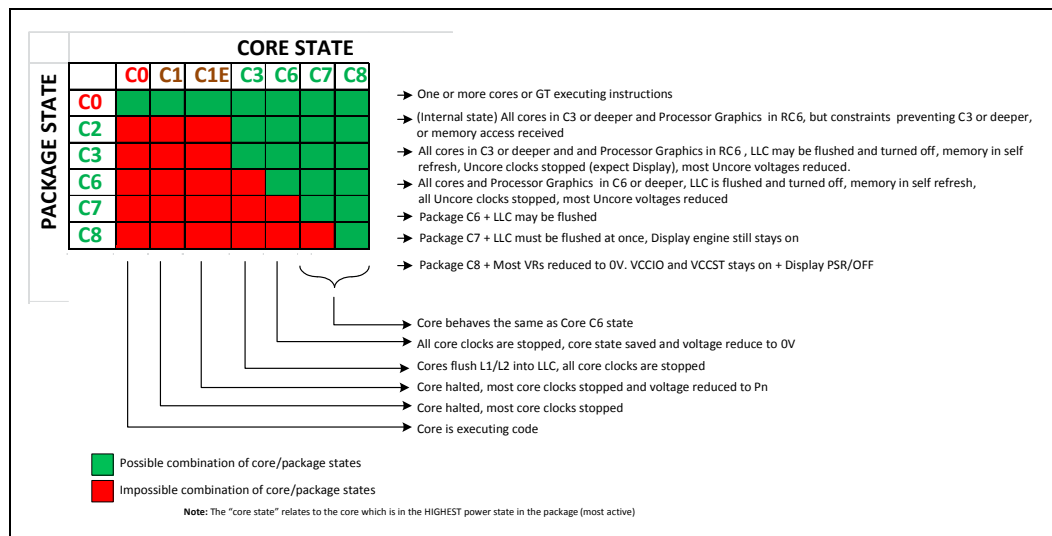 CORE STATE
PACKAGE STATE
C0 C1 C1E C3 C6 C7 C8
C0
C2
C3
C6
C7
C8
One or more cores or GT executing instructions
(Internal state) All cores in C3 or deeper and Processor Graphics in RC6, but constraints preventing C3 or deeper,
or memory access received
All cores in C3 or deeper and and Processor Graphics in RC6 , LLC may be flushed and turned off, memory in self
refresh, Uncore clocks stopped (expect Display), most Uncore voltages reduced.
All cores and Processor Graphics in C6 or deeper, LLC is flushed and turned off, memory in self refresh,
all Uncore clocks stopped, most Uncore voltages reduced
Package C6 + LLC may be flushed
Package C7 + LLC must be flushed at once, Display engine still stays on
Package C8 + Most VRs reduced to 0V. VCCIO and VCCST stays on + Display PSR/OFF
Core behaves the same as Core C6 state
All core clocks are stopped, core state saved and voltage reduce to 0V
Cores flush L1/L2 into LLC, all core clocks are stopped
Core halted, most core clocks stopped and voltage reduced to Pn
Core halted, most core clocks stopped
Core is executing code
Possible combination of core/package states
Impossible combination of core/package states
Note: The “core state” relates to the core which is in the HIGHEST power state in the package (most active)